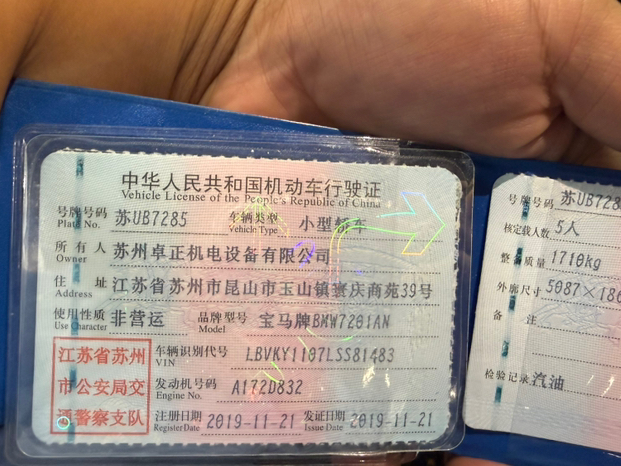 中华人民共和国机动车行驶证
Vehicle License of the People's Republic of China
号牌号码 苏UB7285 车辆类型 小型轿车
Plate No. Vehicle Type
所有人 苏州卓正机电设备有限公司
Owner
住址 江苏省苏州市昆山市玉山镇寰庆商苑39号
Address
使用性质 非营运 品牌型号 宝马牌BMW7201AN
Use Character Model
江苏省苏州
市公安局交
通警察支队
车辆识别代号 LBVKY1107LSS81483
VIN
发动机号码 A172D832
Engine No.
注册日期 2019-11-21 发证日期 2019-11-21
Register Date Issue Date
号牌号码 苏UB728
核定载人数 5人
整备质量 1710kg
外廓尺寸 5087×186
备注
检验记录 汽油